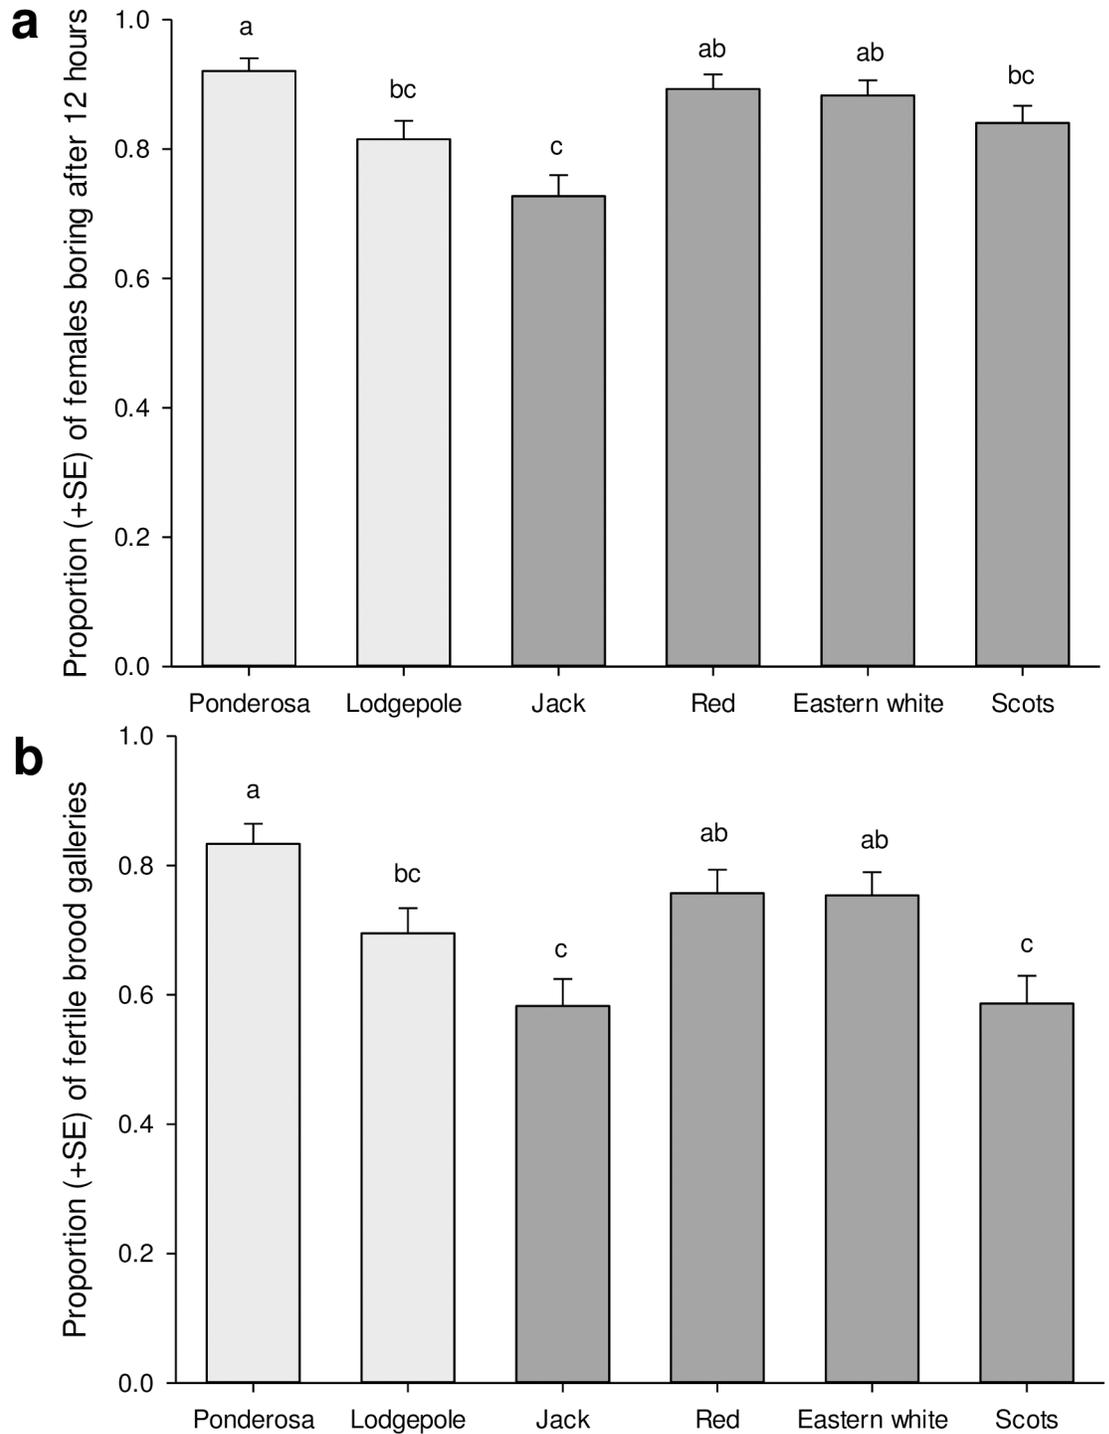 a
Proportion (+SE) of females boring after 12 hours
1.0
0.8
0.6
0.4
0.2
0.0
a
bc
c
ab
ab
bc
Ponderosa
Lodgepole
Jack
Red
Eastern white
Scots
b
Proportion (+SE) of fertile brood galleries
1.0
0.8
0.6
0.4
0.2
0.0
a
bc
c
ab
ab
c
Ponderosa
Lodgepole
Jack
Red
Eastern white
Scots